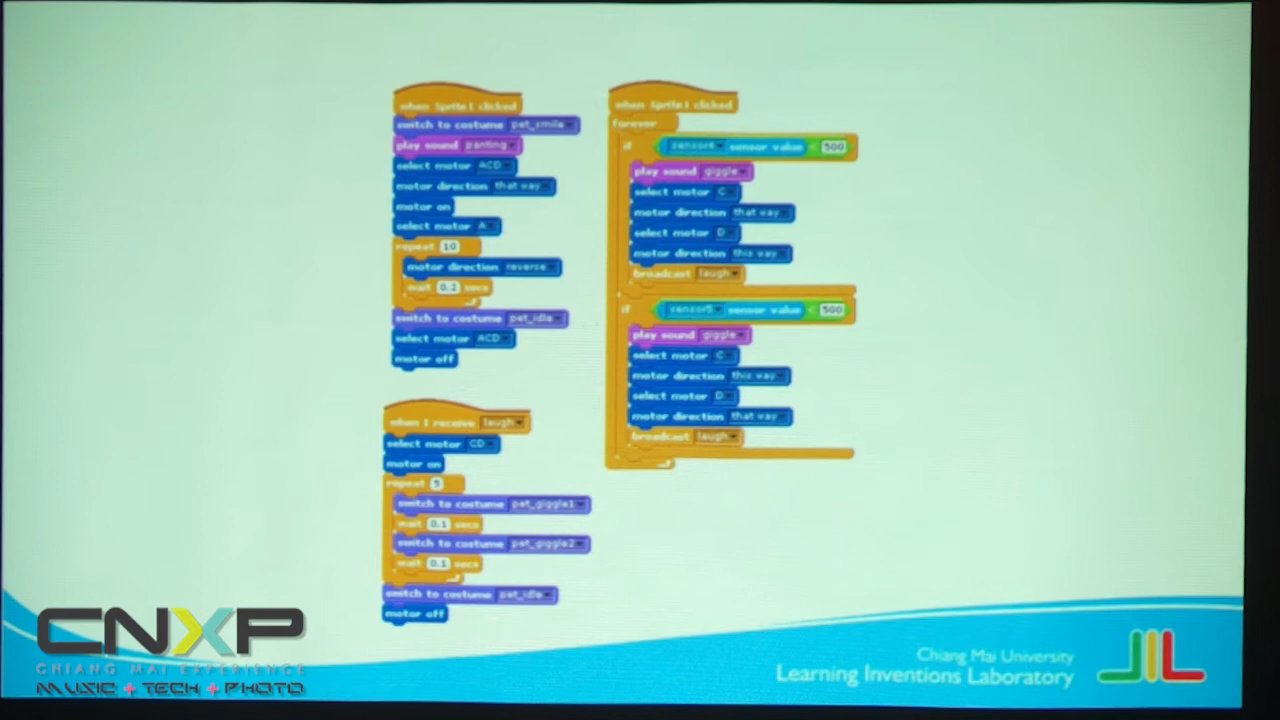 when Sprite1 clicked
switch to costume pet_smile
play sound panting
select motor ACD
motor direction that way
motor on
select motor A
repeat 10
motor direction reverse
wait 0.2 secs
switch to costume pet_idle
select motor ACD
motor off
when I receive laugh
select motor CD
motor on
repeat 5
switch to costume pet_giggle1
wait 0.1 secs
switch to costume pet_giggle2
wait 0.1 secs
switch to costume pet_idle
motor off
when Sprite1 clicked
forever
if sensor4 sensor value < 500
play sound giggle
select motor C
motor direction that way
select motor D
motor direction this way
broadcast laugh
if sensor5 sensor value < 500
play sound giggle
select motor C
motor direction this way
select motor D
motor direction that way
broadcast laugh
CNXP
CHIANG MAI EXPERIENCE
MUSIC + TECH + PHOTO
Chiang Mai University
Learning Inventions Laboratory